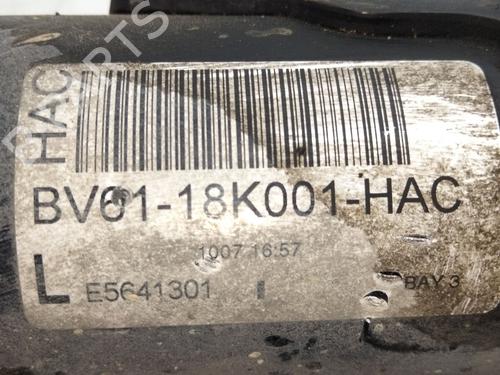 HAC
BV61-18K001-HAC
1007 16:57
L E5641301 BAY 3